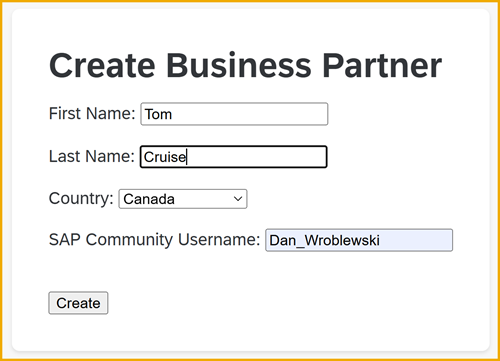 Create Business Partner
First Name: Tom
Last Name: Cruise
Country: Canada
SAP Community Username: Dan_Wroblewski
Create